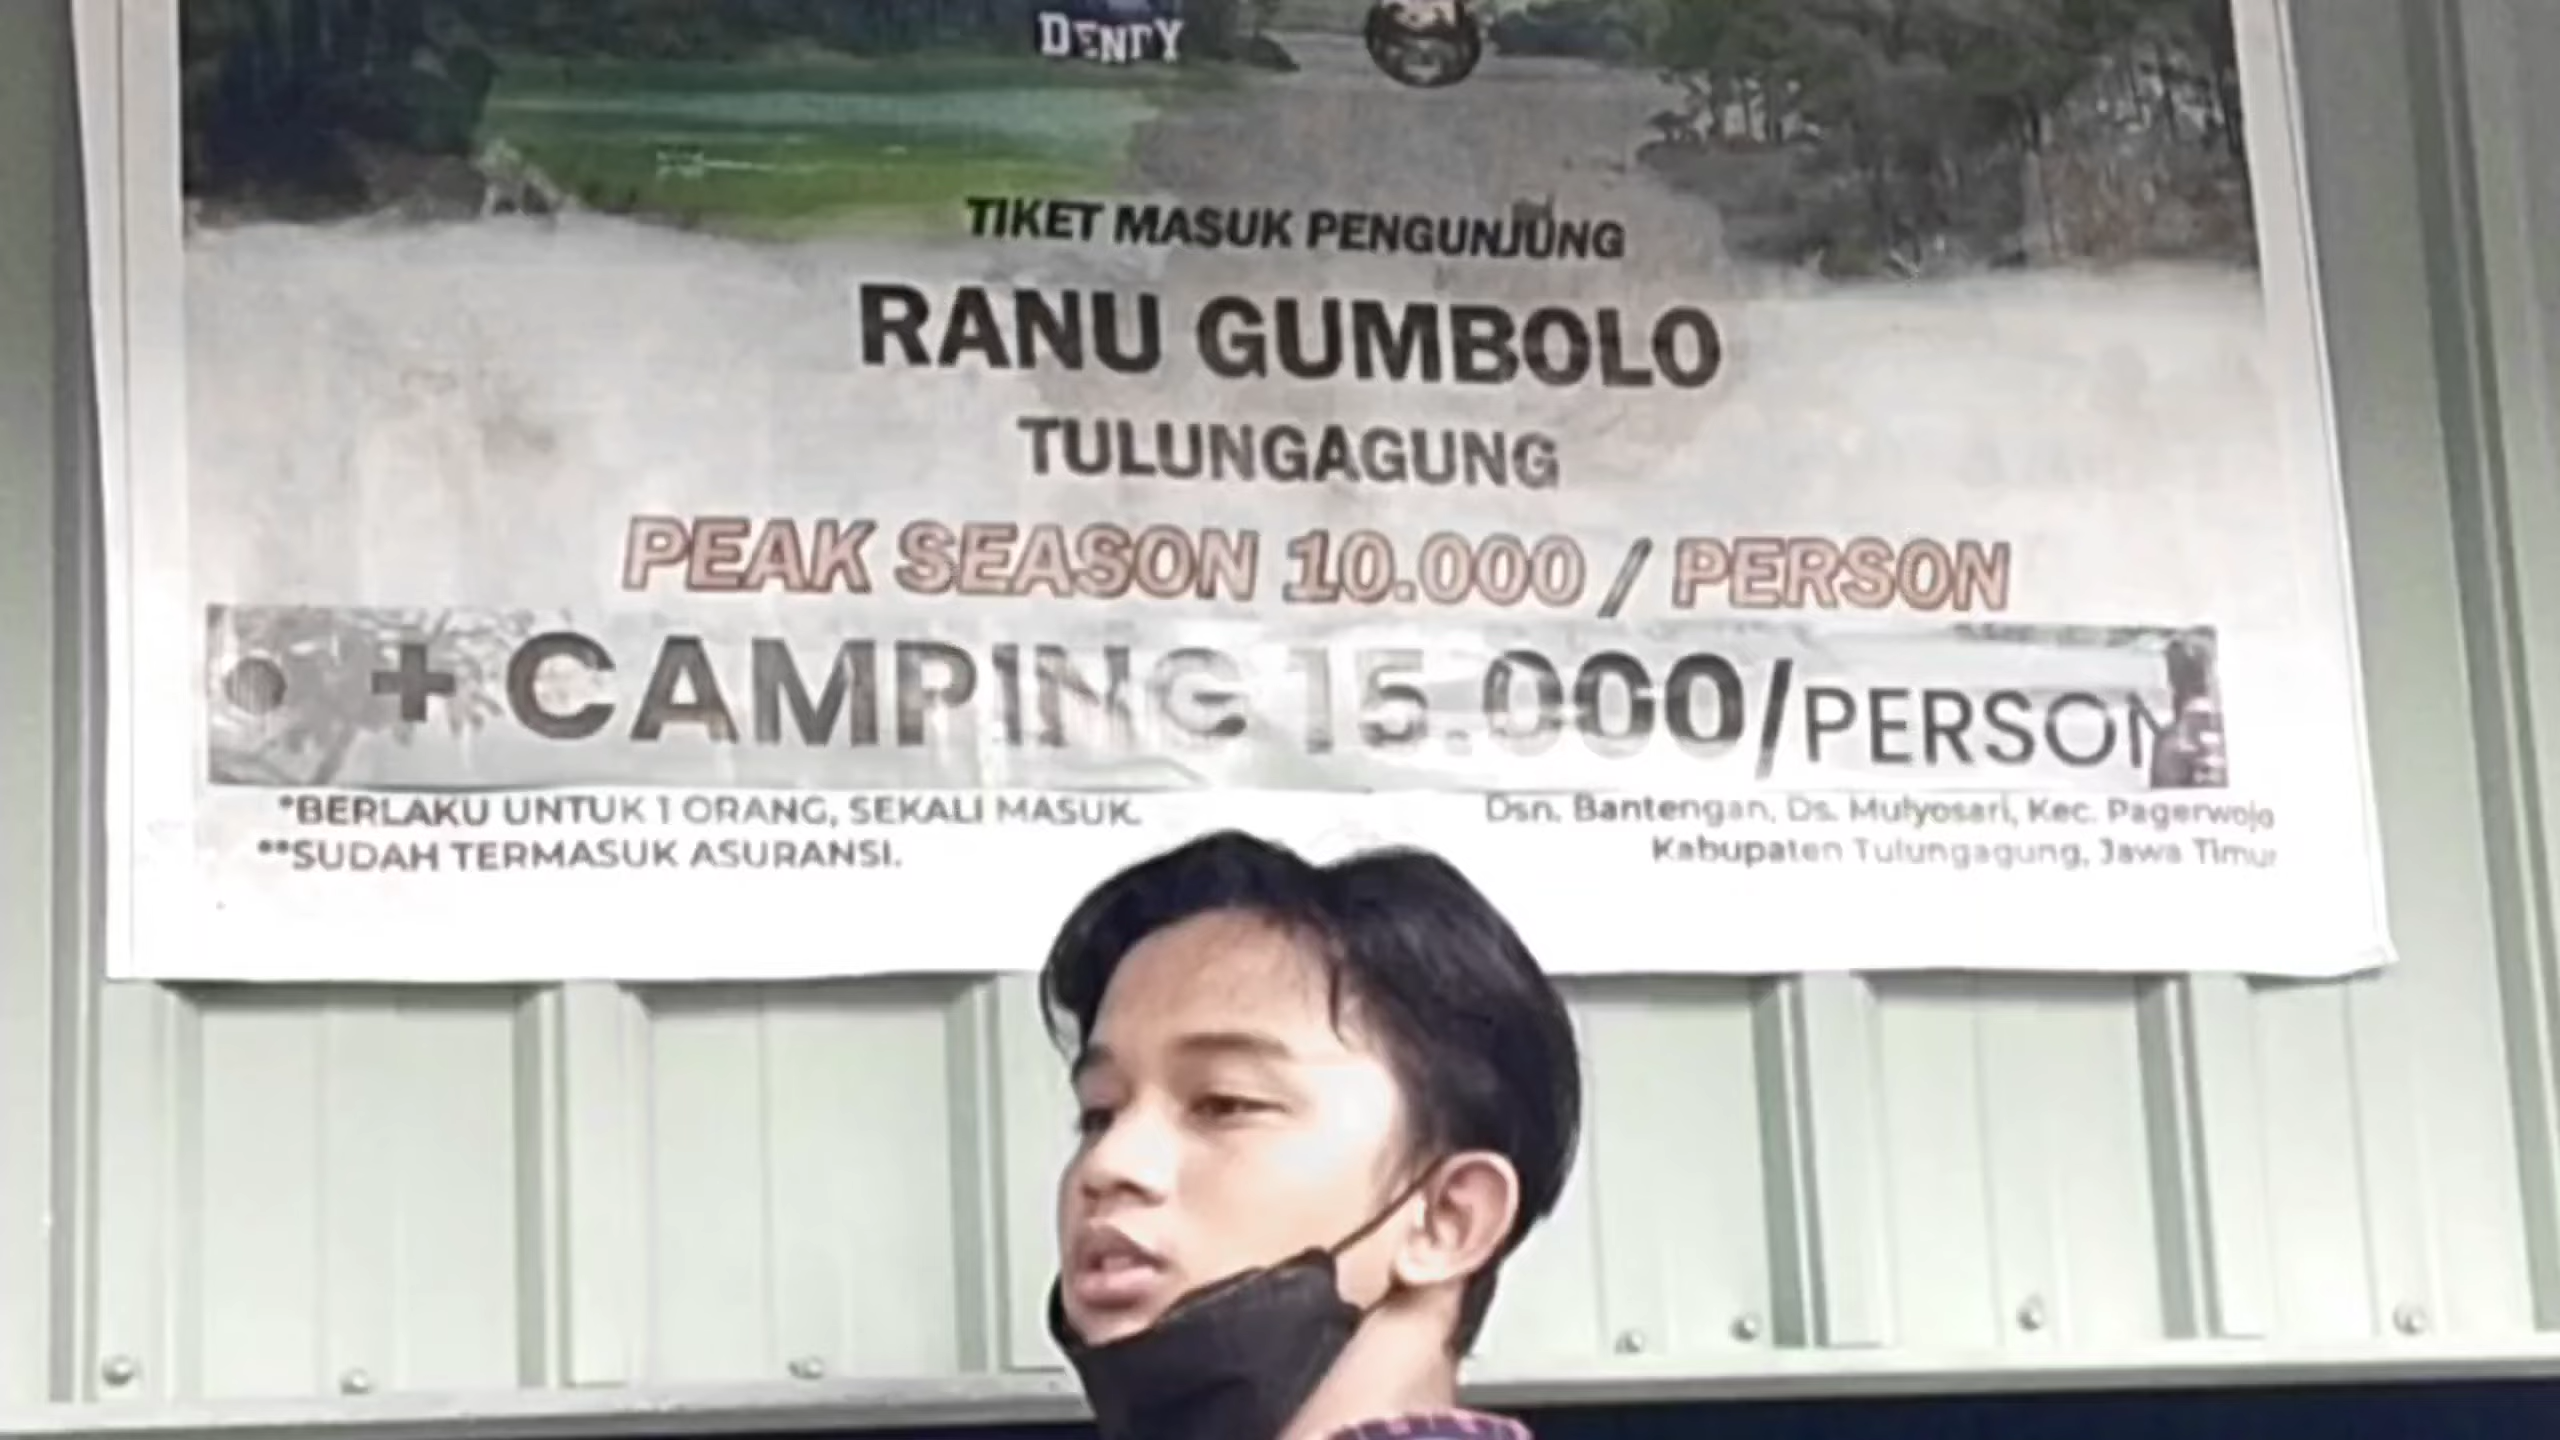 TIKET MASUK PENGUNJUNG
RANU GUMBOLO
TULUNGAGUNG
PEAK SEASON 10.000 / PERSON
+ CAMPING 15.000/PERSON
*BERLAKU UNTUK 1 ORANG, SEKALI MASUK.
**SUDAH TERMASUK ASURANSI.
Dsn. Bantengan, Ds. Mulyosari, Kec. Pagerwojo
Kabupaten Tulungagung, Jawa Timur